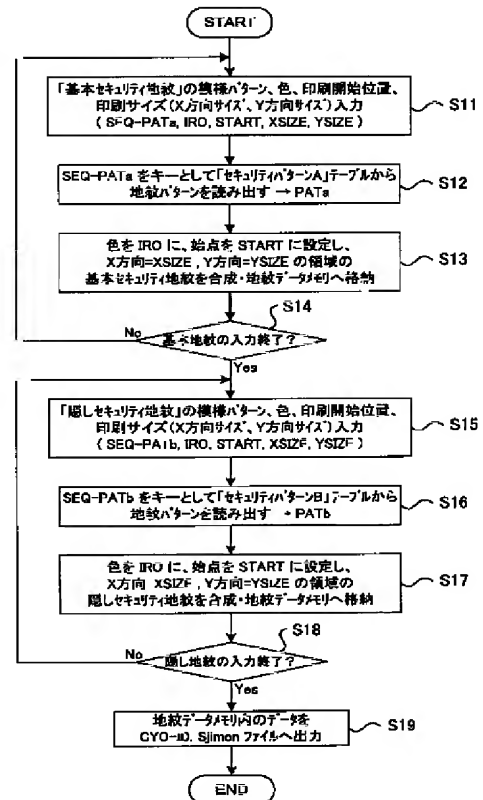 START
「基本セキュリティ地紋」の模様パターン、色、印刷開始位置、
印刷サイズ(X方向サイズ、Y方向サイズ)入力
( SEQ-PATa, IRO, START, XSIZE, YSIZE )
S11
SEQ-PATa をキーとして「セキュリティパターンA」テーブルから
地紋パターンを読み出す → PATa
S12
色を IRO に、始点を START に設定し、
X方向=XSIZE , Y方向=YSIZE の領域の
基本セキュリティ地紋を合成・地紋データメモリへ格納
S13
S14
No
基本地紋の入力終了?
Yes
「隠しセキュリティ地紋」の模様パターン、色、印刷開始位置、
印刷サイズ(X方向サイズ、Y方向サイズ)入力
( SEQ-PATb, IRO, START, XSIZE, YSIZE )
S15
SEQ-PATb をキーとして「セキュリティパターンB」テーブルから
地紋パターンを読み出す → PATb
S16
色を IRO に、始点を START に設定し、
X方向=XSIZE , Y方向=YSIZE の領域の
隠しセキュリティ地紋を合成・地紋データメモリへ格納
S17
S18
No
隠し地紋の入力終了?
Yes
地紋データメモリ内のデータを
Sjimon ファイルへ出力
S19
END